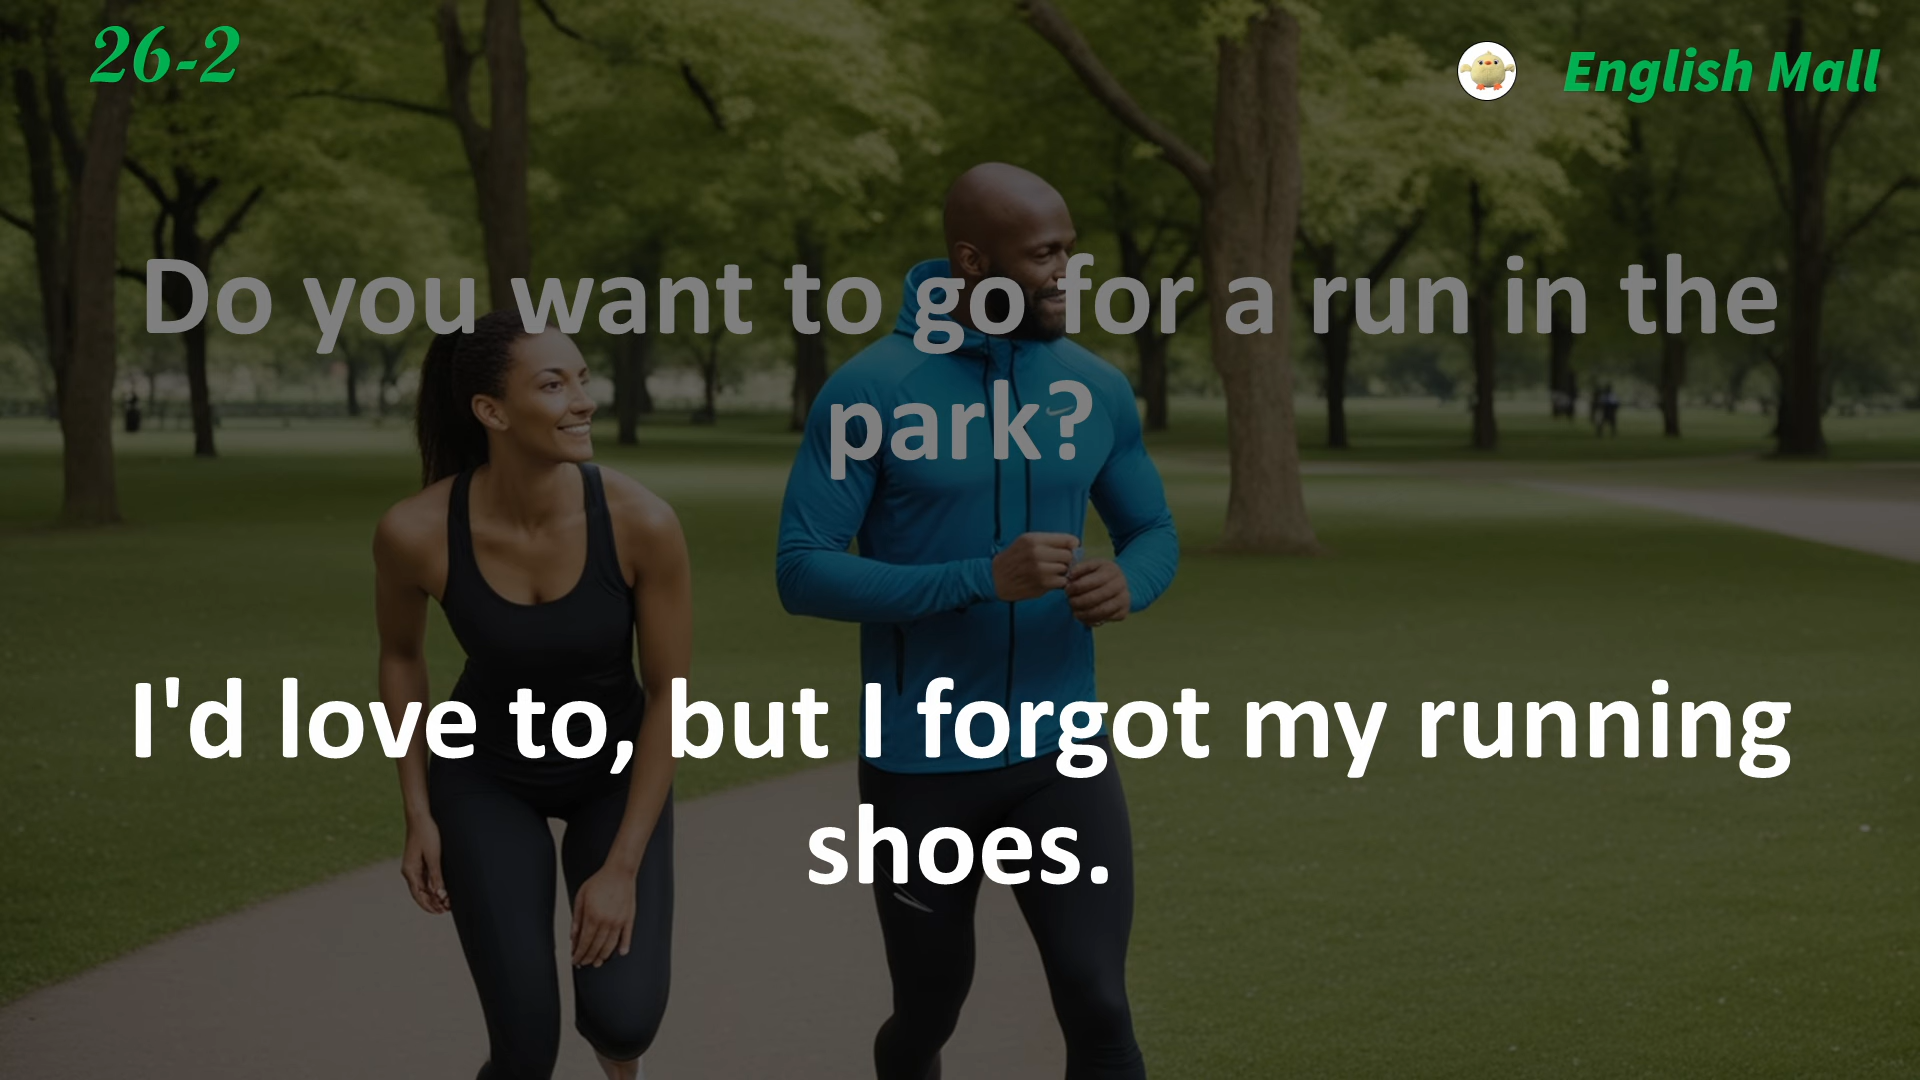 26-2
English Mall
Do you want to go for a run in the
park?
I'd love to, but I forgot my running
shoes.